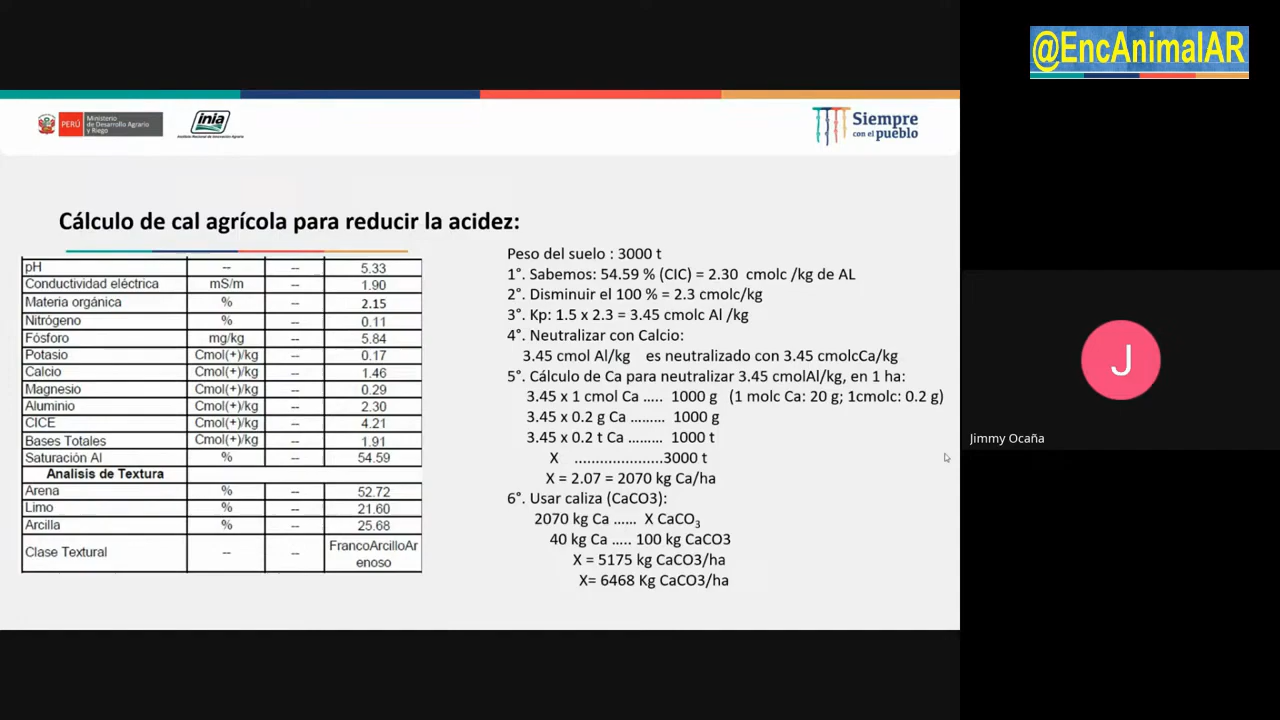 @EncAnimalAR
PERÚ
Ministerio
de Desarrollo Agrario
y Riego
inia
Instituto Nacional de Innovación Agraria
Siempre
con el pueblo
Cálculo de cal agrícola para reducir la acidez:
pH -- -- 5.33
Conductividad eléctrica mS/m -- 1.90
Materia orgánica % -- 2.15
Nitrógeno % -- 0.11
Fósforo mg/kg -- 5.84
Potasio Cmol(+)/kg -- 0.17
Calcio Cmol(+)/kg -- 1.46
Magnesio Cmol(+)/kg -- 0.29
Aluminio Cmol(+)/kg -- 2.30
CICE Cmol(+)/kg -- 4.21
Bases Totales Cmol(+)/kg -- 1.91
Saturación Al % -- 54.59
Analisis de Textura
Arena % -- 52.72
Limo % -- 21.60
Arcilla % -- 25.68
Clase Textural -- -- FrancoArcilloAr
enoso
Peso del suelo : 3000 t
1°. Sabemos: 54.59 % (CIC) = 2.30 cmolc /kg de AL
2°. Disminuir el 100 % = 2.3 cmolc/kg
3°. Kp: 1.5 x 2.3 = 3.45 cmolc Al /kg
4°. Neutralizar con Calcio:
3.45 cmol Al/kg es neutralizado con 3.45 cmolcCa/kg
5°. Cálculo de Ca para neutralizar 3.45 cmolAl/kg, en 1 ha:
3.45 x 1 cmol Ca ..... 1000 g (1 molc Ca: 20 g; 1cmolc: 0.2 g)
3.45 x 0.2 g Ca ......... 1000 g
3.45 x 0.2 t Ca ......... 1000 t
X .....................3000 t
X = 2.07 = 2070 kg Ca/ha
6°. Usar caliza (CaCO3):
2070 kg Ca ...... X CaCO₃
40 kg Ca ..... 100 kg CaCO3
X = 5175 kg CaCO3/ha
X= 6468 Kg CaCO3/ha
J
Jimmy Ocaña